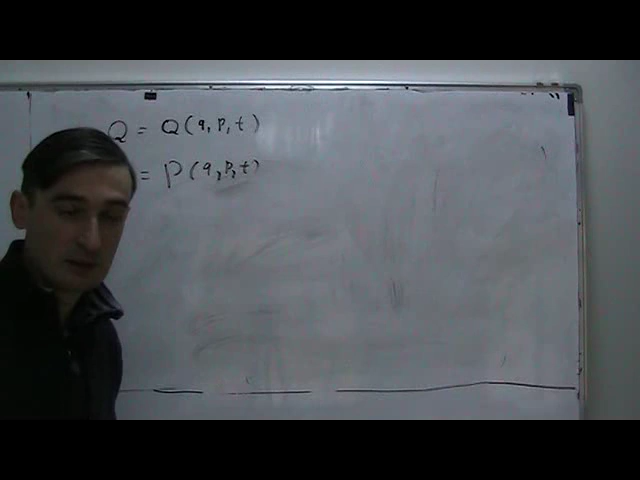 Q = Q(q,p,t)
= P(q,p,t)